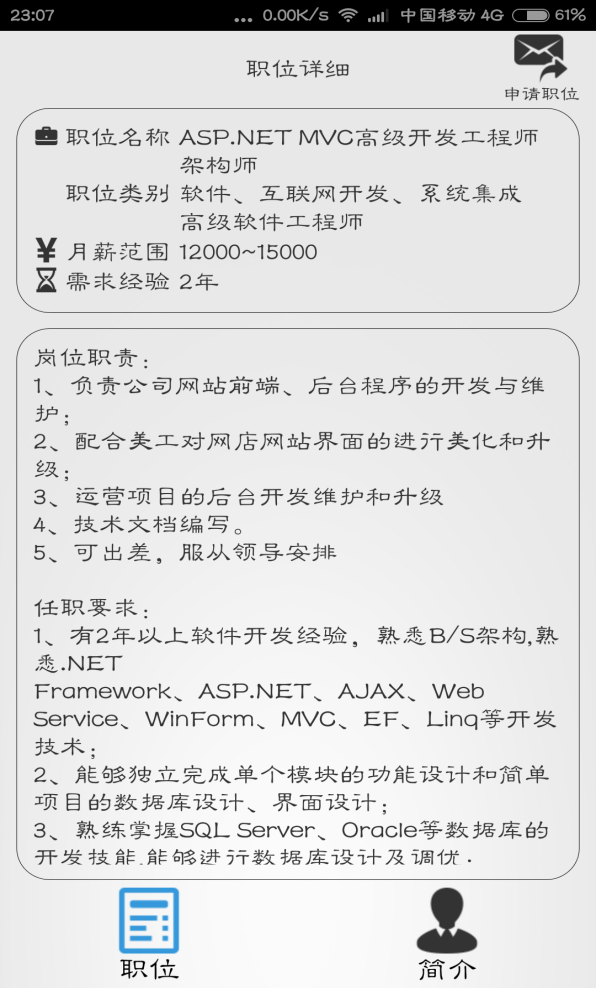 23:07 ... 0.00K/s 中国移动 4G 61%
职位详细
申请职位
职位名称 ASP.NET MVC高级开发工程师
架构师
职位类别 软件、互联网开发、系统集成
高级软件工程师
¥ 月薪范围 12000~15000
需求经验 2年
岗位职责：
1、负责公司网站前端、后台程序的开发与维
护；
2、配合美工对网店网站界面的进行美化和升
级；
3、运营项目的后台开发维护和升级
4、技术文档编写。
5、可出差，服从领导安排
任职要求：
1、有2年以上软件开发经验，熟悉B/S架构,熟
悉.NET
Framework、ASP.NET、AJAX、Web
Service、WinForm、MVC、EF、Linq等开发
技术；
2、能够独立完成单个模块的功能设计和简单
项目的数据库设计、界面设计；
3、熟练掌握SQL Server、Oracle等数据库的
开发技能,能够进行数据库设计及调优.
职位
简介